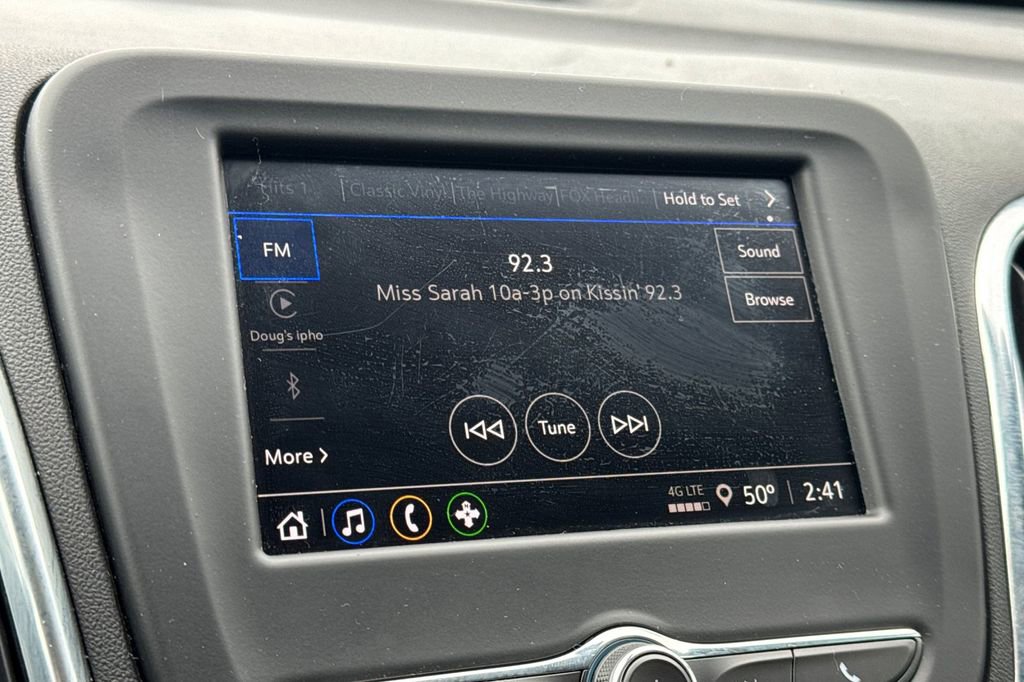 Hits 1 Classic Vinyl The Highway FOX Headli... Hold to Set
FM
92.3
Sound
Miss Sarah 10a-3p on Kissin' 92.3
Browse
Doug's ipho
Tune
More
4G LTE 50° 2:41